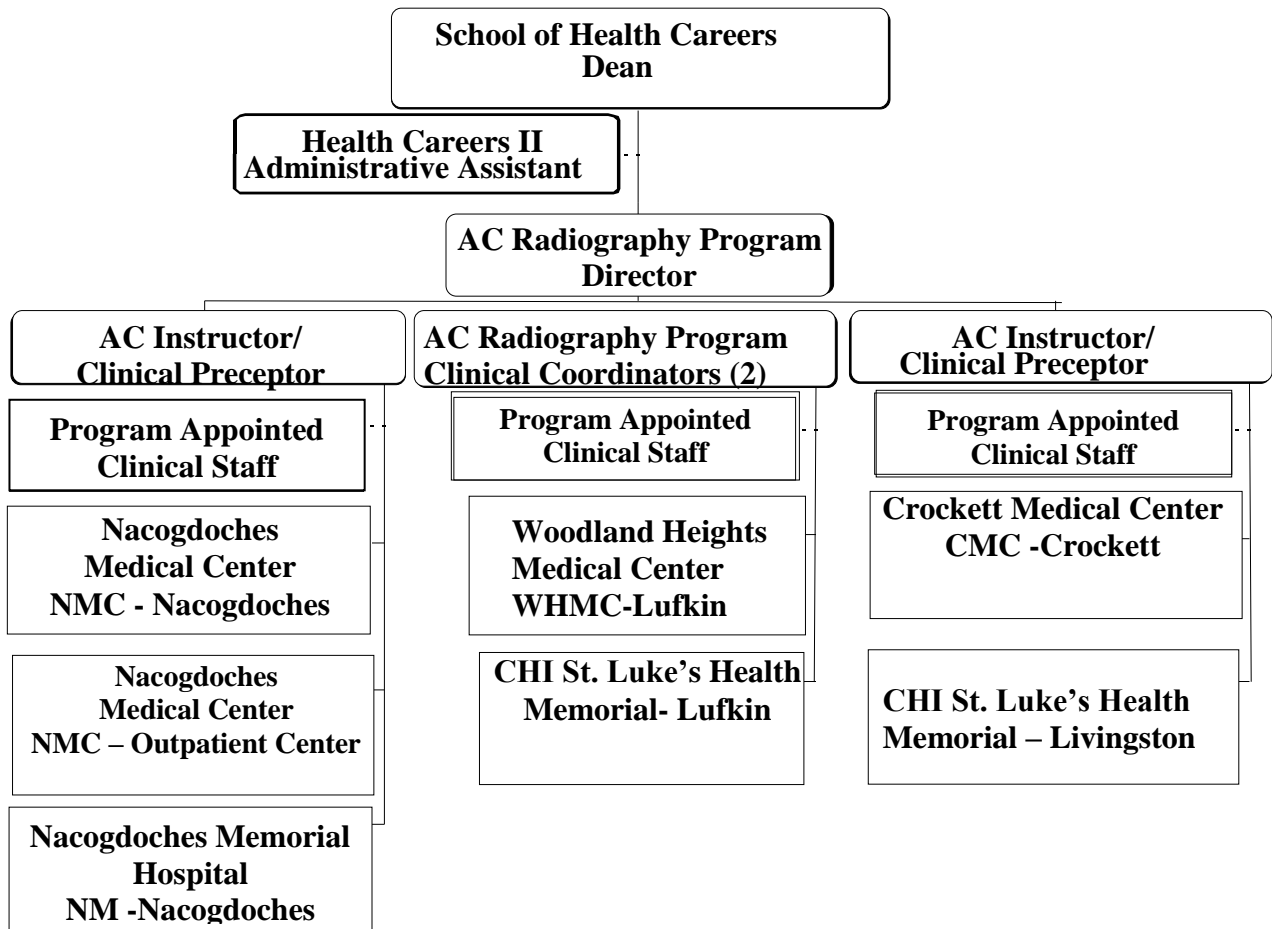 School of Health Careers
Dean
Health Careers II
Administrative Assistant
AC Radiography Program
Director
AC Instructor/
Clinical Preceptor
Program Appointed
Clinical Staff
Nacogdoches
Medical Center
NMC - Nacogdoches
Nacogdoches
Medical Center
NMC – Outpatient Center
Nacogdoches Memorial
Hospital
NM -Nacogdoches
AC Radiography Program
Clinical Coordinators (2)
Program Appointed
Clinical Staff
Woodland Heights
Medical Center
WHMC-Lufkin
CHI St. Luke’s Health
Memorial- Lufkin
AC Instructor/
Clinical Preceptor
Program Appointed
Clinical Staff
Crockett Medical Center
CMC -Crockett
CHI St. Luke’s Health
Memorial – Livingston